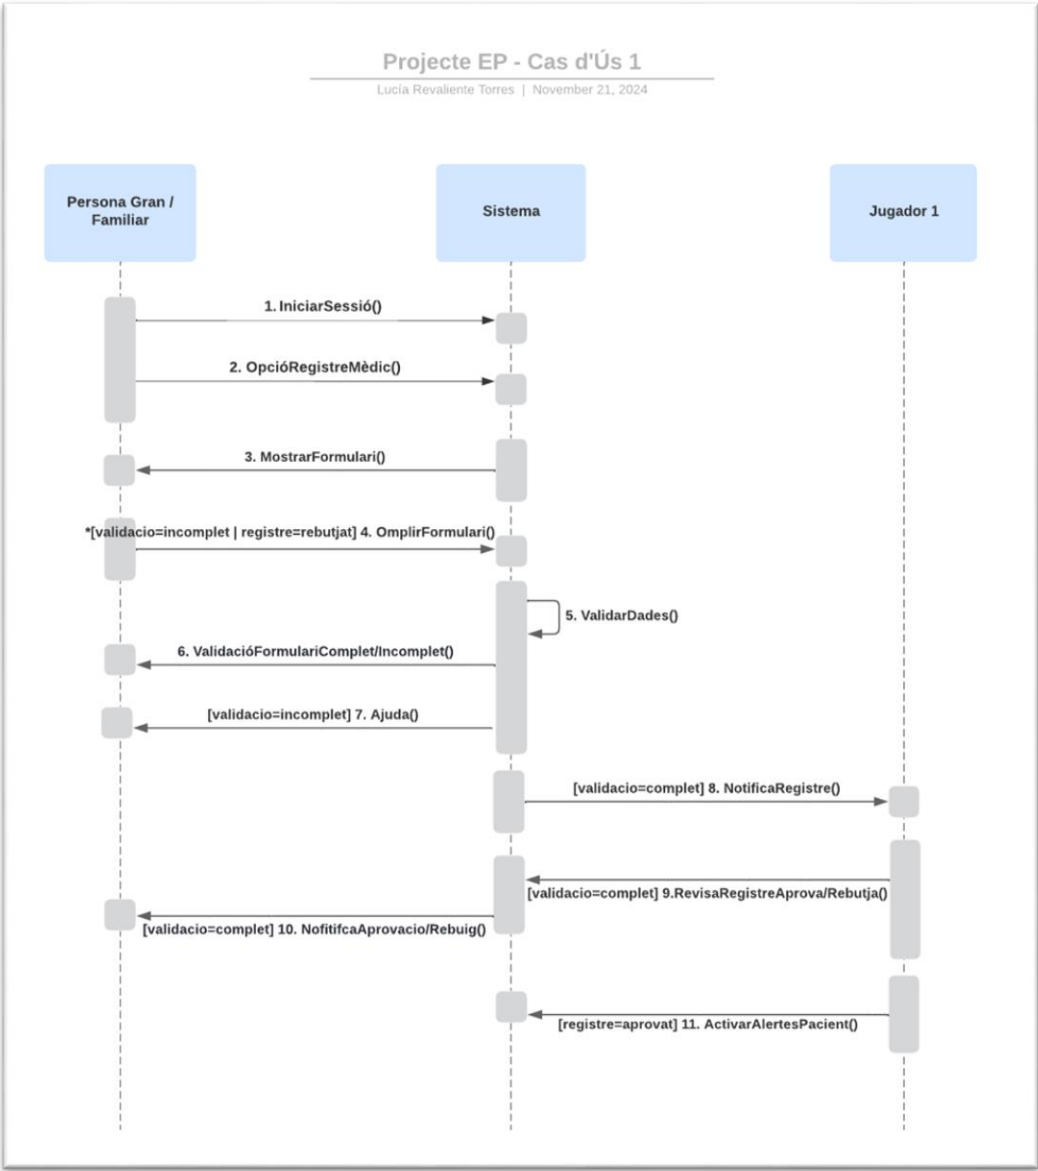 Projecte EP - Cas d'Ús 1
Lucía Revaliente Torres | November 21, 2024
Persona Gran /
Familiar
Sistema
Jugador 1
1. IniciarSessió()
2. OpcióRegistreMèdic()
3. MostrarFormulari()
*[validacio=incomplet | registre=rebutjat] 4. OmplirFormulari()
5. ValidarDades()
6. ValidacióFormulariComplet/Incomplet()
[validacio=incomplet] 7. Ajuda()
[validacio=complet] 8. NotificaRegistre()
[validacio=complet] 9.RevisaRegistreAprova/Rebutja()
[validacio=complet] 10. NofitifcaAprovacio/Rebuig()
[registre=aprovat] 11. ActivarAlertesPacient()